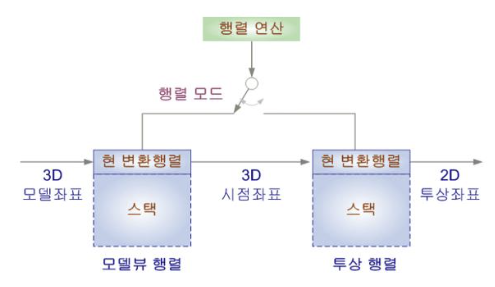 행렬 연산
행렬 모드
현 변환행렬
현 변환행렬
3D
모델좌표
3D
시점좌표
2D
투상좌표
스택
스택
모델뷰 행렬
투상 행렬